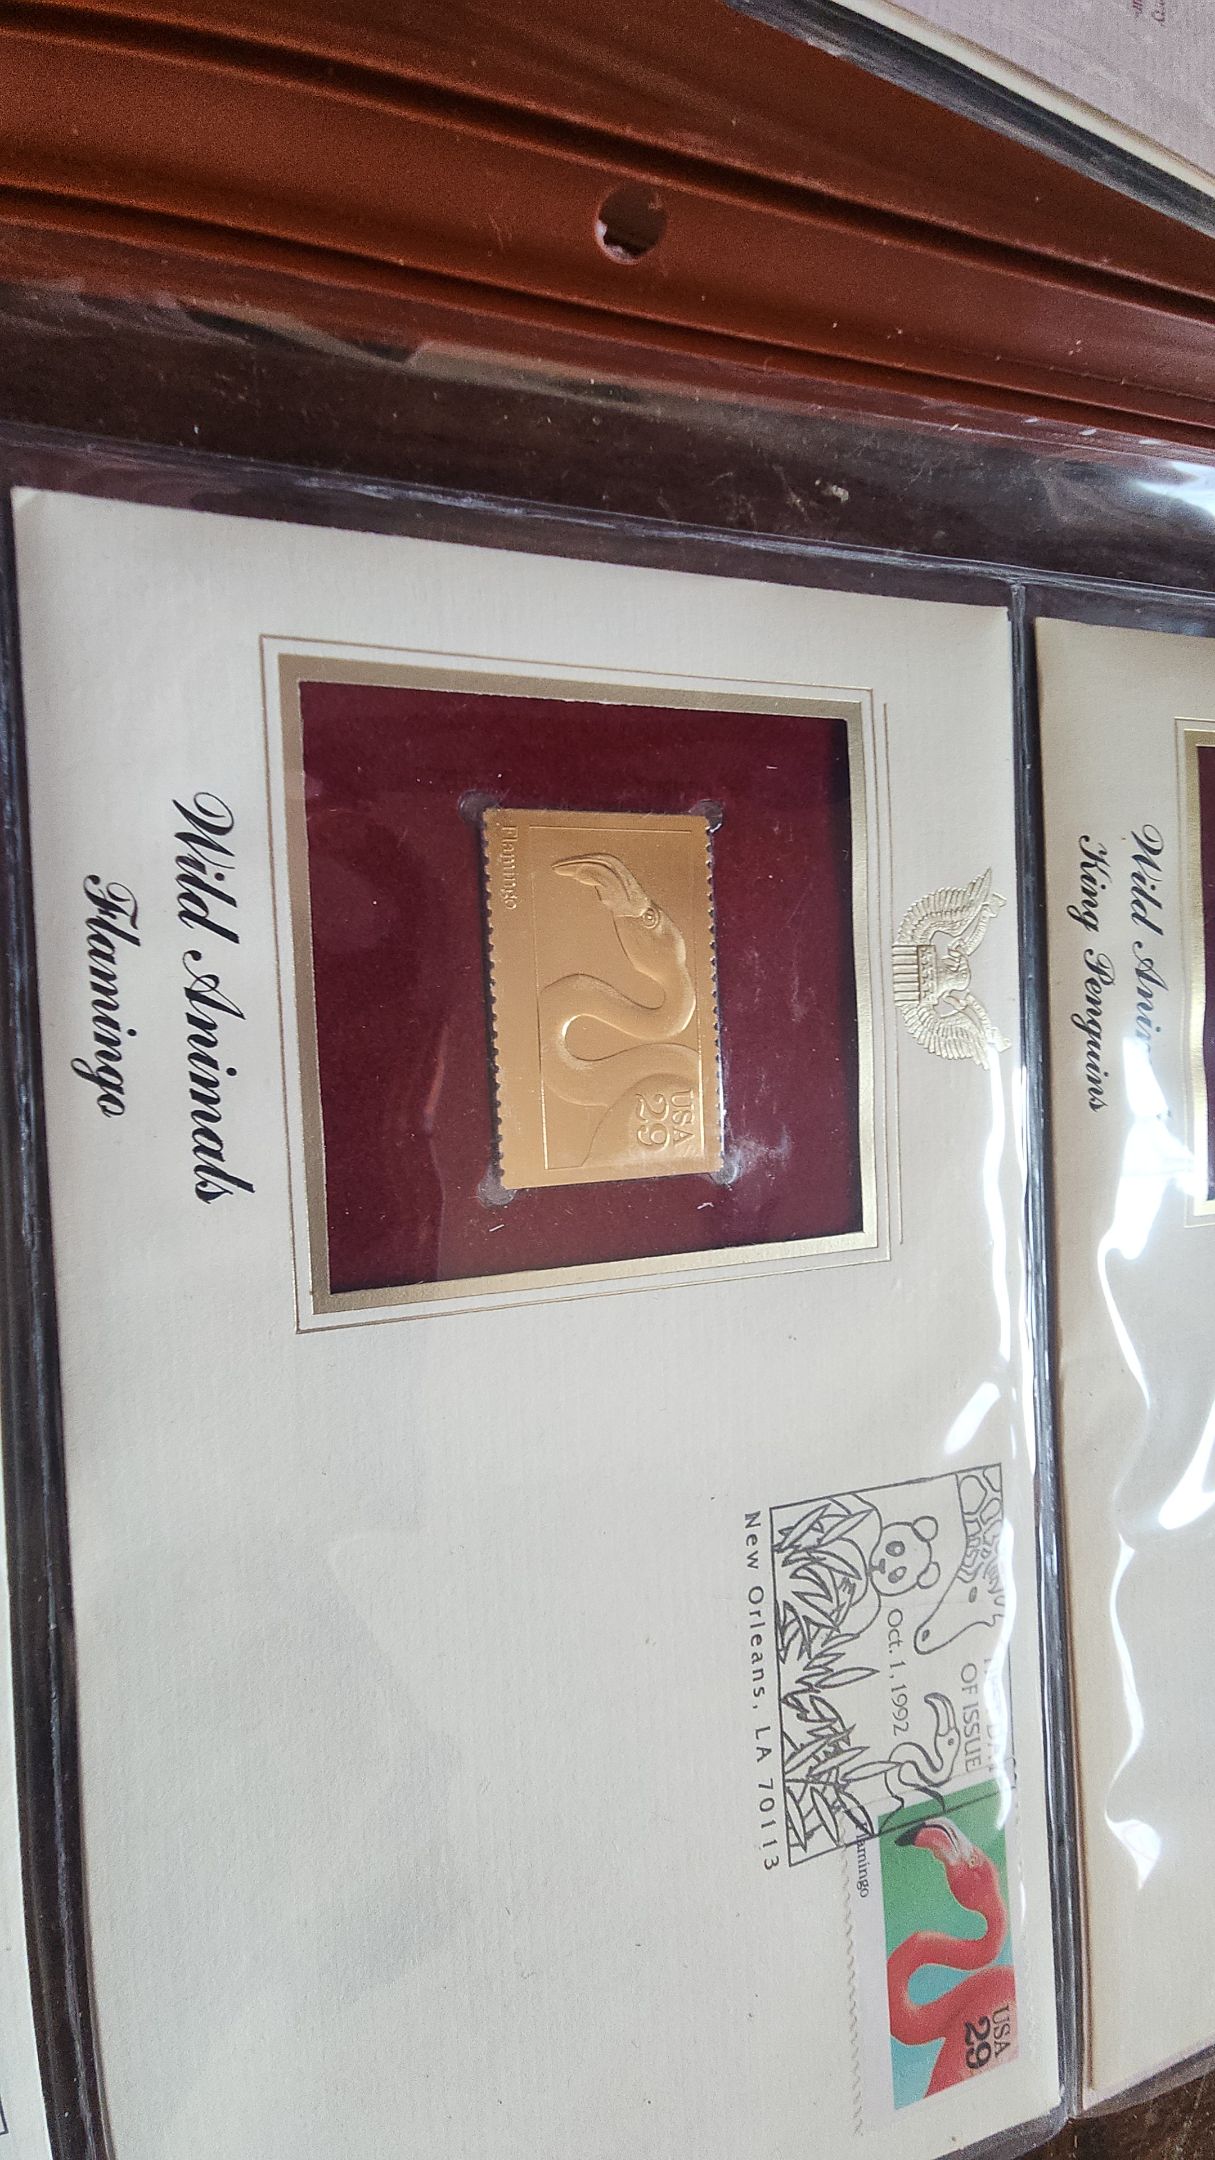 Flamingo
USA
29
Wild Animals
Flamingo
OF ISSUE
Oct. 1, 1992
New Orleans, LA 70113
Flamingo
USA
29
Wild
King Penguins